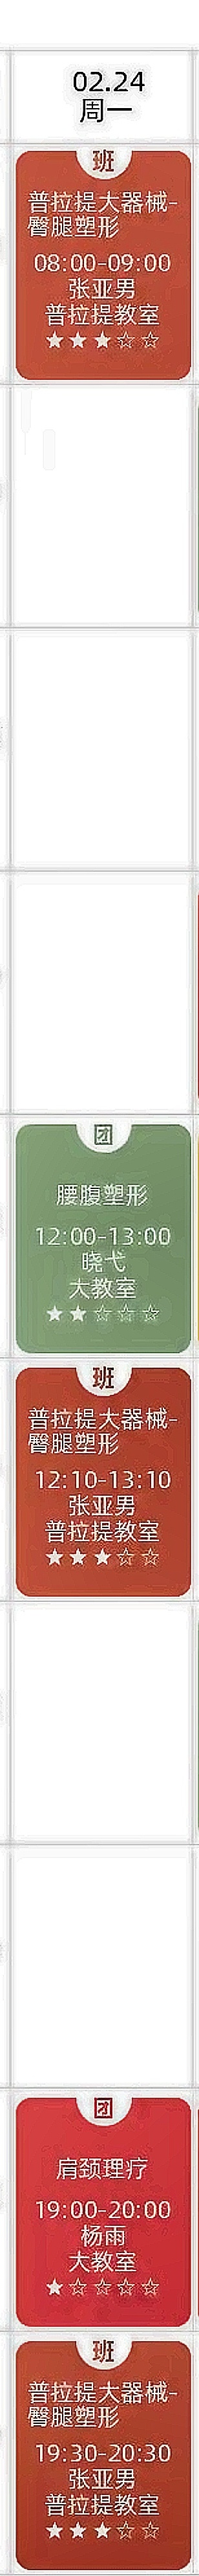 02.24
周一
班
普拉提大器械-
臀腿塑形
08:00-09:00
张亚男
普拉提教室
★★★☆☆
团
腰腹塑形
12:00-13:00
晓弋
大教室
★★☆☆☆
班
普拉提大器械-
臀腿塑形
12:10-13:10
张亚男
普拉提教室
★★★☆☆
团
肩颈理疗
19:00-20:00
杨雨
大教室
★☆☆☆☆
班
普拉提大器械-
臀腿塑形
19:30-20:30
张亚男
普拉提教室
★★★☆☆